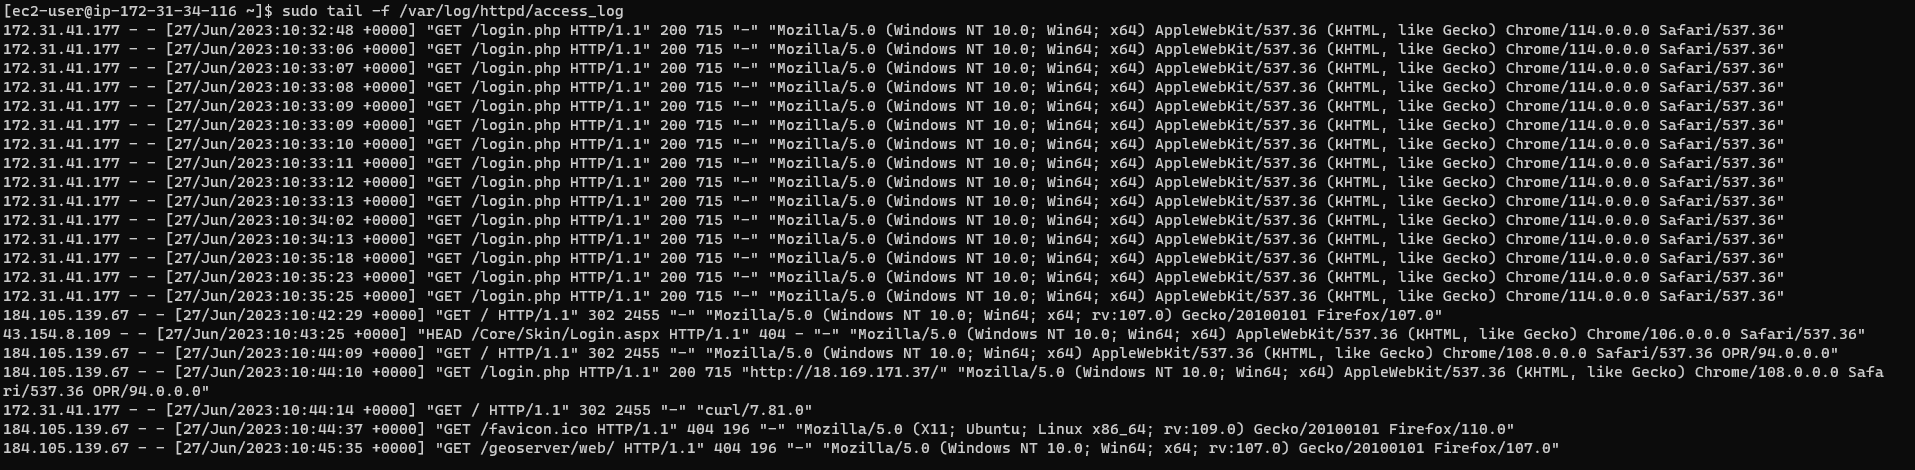 [ec2-user@ip-172-31-34-116 ~]$ sudo tail -f /var/log/httpd/access_log
172.31.41.177 - - [27/Jun/2023:10:32:48 +0000] "GET /login.php HTTP/1.1" 200 715 "-" "Mozilla/5.0 (Windows NT 10.0; Win64; x64) AppleWebKit/537.36 (KHTML, like Gecko) Chrome/114.0.0.0 Safari/537.36"
172.31.41.177 - - [27/Jun/2023:10:33:06 +0000] "GET /login.php HTTP/1.1" 200 715 "-" "Mozilla/5.0 (Windows NT 10.0; Win64; x64) AppleWebKit/537.36 (KHTML, like Gecko) Chrome/114.0.0.0 Safari/537.36"
172.31.41.177 - - [27/Jun/2023:10:33:07 +0000] "GET /login.php HTTP/1.1" 200 715 "-" "Mozilla/5.0 (Windows NT 10.0; Win64; x64) AppleWebKit/537.36 (KHTML, like Gecko) Chrome/114.0.0.0 Safari/537.36"
172.31.41.177 - - [27/Jun/2023:10:33:08 +0000] "GET /login.php HTTP/1.1" 200 715 "-" "Mozilla/5.0 (Windows NT 10.0; Win64; x64) AppleWebKit/537.36 (KHTML, like Gecko) Chrome/114.0.0.0 Safari/537.36"
172.31.41.177 - - [27/Jun/2023:10:33:09 +0000] "GET /login.php HTTP/1.1" 200 715 "-" "Mozilla/5.0 (Windows NT 10.0; Win64; x64) AppleWebKit/537.36 (KHTML, like Gecko) Chrome/114.0.0.0 Safari/537.36"
172.31.41.177 - - [27/Jun/2023:10:33:09 +0000] "GET /login.php HTTP/1.1" 200 715 "-" "Mozilla/5.0 (Windows NT 10.0; Win64; x64) AppleWebKit/537.36 (KHTML, like Gecko) Chrome/114.0.0.0 Safari/537.36"
172.31.41.177 - - [27/Jun/2023:10:33:10 +0000] "GET /login.php HTTP/1.1" 200 715 "-" "Mozilla/5.0 (Windows NT 10.0; Win64; x64) AppleWebKit/537.36 (KHTML, like Gecko) Chrome/114.0.0.0 Safari/537.36"
172.31.41.177 - - [27/Jun/2023:10:33:11 +0000] "GET /login.php HTTP/1.1" 200 715 "-" "Mozilla/5.0 (Windows NT 10.0; Win64; x64) AppleWebKit/537.36 (KHTML, like Gecko) Chrome/114.0.0.0 Safari/537.36"
172.31.41.177 - - [27/Jun/2023:10:33:12 +0000] "GET /login.php HTTP/1.1" 200 715 "-" "Mozilla/5.0 (Windows NT 10.0; Win64; x64) AppleWebKit/537.36 (KHTML, like Gecko) Chrome/114.0.0.0 Safari/537.36"
172.31.41.177 - - [27/Jun/2023:10:33:13 +0000] "GET /login.php HTTP/1.1" 200 715 "-" "Mozilla/5.0 (Windows NT 10.0; Win64; x64) AppleWebKit/537.36 (KHTML, like Gecko) Chrome/114.0.0.0 Safari/537.36"
172.31.41.177 - - [27/Jun/2023:10:34:02 +0000] "GET /login.php HTTP/1.1" 200 715 "-" "Mozilla/5.0 (Windows NT 10.0; Win64; x64) AppleWebKit/537.36 (KHTML, like Gecko) Chrome/114.0.0.0 Safari/537.36"
172.31.41.177 - - [27/Jun/2023:10:34:13 +0000] "GET /login.php HTTP/1.1" 200 715 "-" "Mozilla/5.0 (Windows NT 10.0; Win64; x64) AppleWebKit/537.36 (KHTML, like Gecko) Chrome/114.0.0.0 Safari/537.36"
172.31.41.177 - - [27/Jun/2023:10:35:18 +0000] "GET /login.php HTTP/1.1" 200 715 "-" "Mozilla/5.0 (Windows NT 10.0; Win64; x64) AppleWebKit/537.36 (KHTML, like Gecko) Chrome/114.0.0.0 Safari/537.36"
172.31.41.177 - - [27/Jun/2023:10:35:23 +0000] "GET /login.php HTTP/1.1" 200 715 "-" "Mozilla/5.0 (Windows NT 10.0; Win64; x64) AppleWebKit/537.36 (KHTML, like Gecko) Chrome/114.0.0.0 Safari/537.36"
172.31.41.177 - - [27/Jun/2023:10:35:25 +0000] "GET /login.php HTTP/1.1" 200 715 "-" "Mozilla/5.0 (Windows NT 10.0; Win64; x64) AppleWebKit/537.36 (KHTML, like Gecko) Chrome/114.0.0.0 Safari/537.36"
184.105.139.67 - - [27/Jun/2023:10:42:29 +0000] "GET / HTTP/1.1" 302 2455 "-" "Mozilla/5.0 (Windows NT 10.0; Win64; x64; rv:107.0) Gecko/20100101 Firefox/107.0"
43.154.8.109 - - [27/Jun/2023:10:43:25 +0000] "HEAD /Core/Skin/Login.aspx HTTP/1.1" 404 - "-" "Mozilla/5.0 (Windows NT 10.0; Win64; x64) AppleWebKit/537.36 (KHTML, like Gecko) Chrome/106.0.0.0 Safari/537.36"
184.105.139.67 - - [27/Jun/2023:10:44:09 +0000] "GET / HTTP/1.1" 302 2455 "-" "Mozilla/5.0 (Windows NT 10.0; Win64; x64) AppleWebKit/537.36 (KHTML, like Gecko) Chrome/108.0.0.0 Safari/537.36 OPR/94.0.0.0"
184.105.139.67 - - [27/Jun/2023:10:44:10 +0000] "GET /login.php HTTP/1.1" 200 715 "http://18.169.171.37/" "Mozilla/5.0 (Windows NT 10.0; Win64; x64) AppleWebKit/537.36 (KHTML, like Gecko) Chrome/108.0.0.0 Safa
ri/537.36 OPR/94.0.0.0"
172.31.41.177 - - [27/Jun/2023:10:44:14 +0000] "GET / HTTP/1.1" 302 2455 "-" "curl/7.81.0"
184.105.139.67 - - [27/Jun/2023:10:44:37 +0000] "GET /favicon.ico HTTP/1.1" 404 196 "-" "Mozilla/5.0 (X11; Ubuntu; Linux x86_64; rv:109.0) Gecko/20100101 Firefox/110.0"
184.105.139.67 - - [27/Jun/2023:10:45:35 +0000] "GET /geoserver/web/ HTTP/1.1" 404 196 "-" "Mozilla/5.0 (Windows NT 10.0; Win64; x64; rv:107.0) Gecko/20100101 Firefox/107.0"